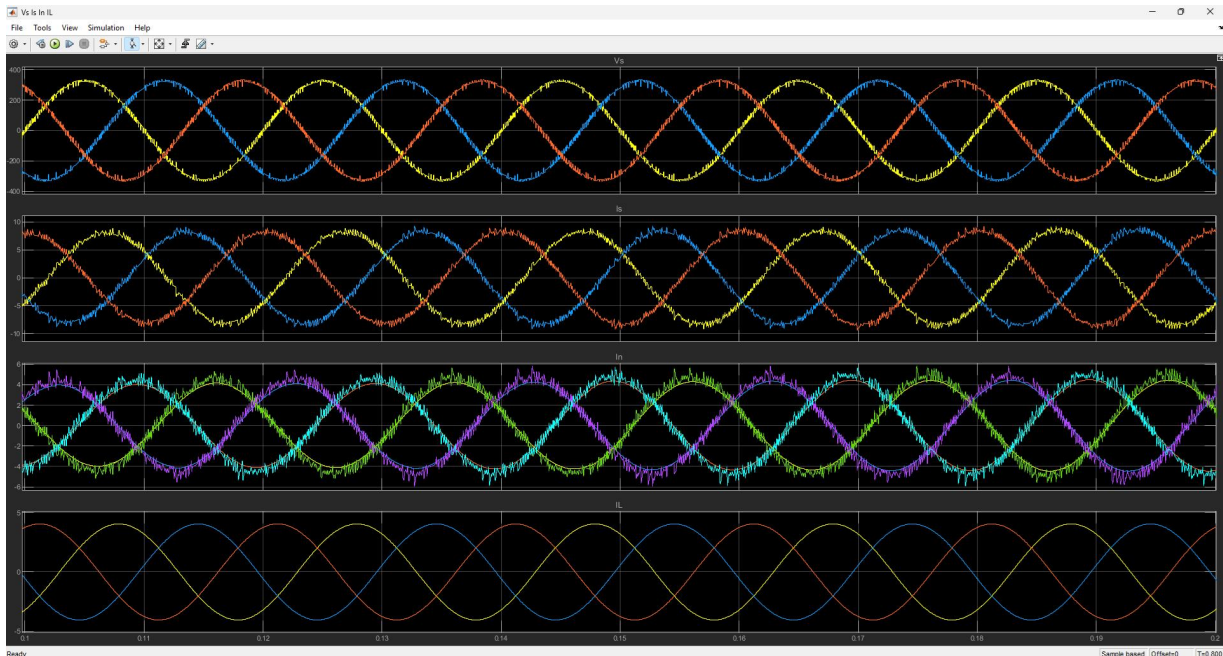 Vs Is In IL
File Tools View Simulation Help
Vs
400
200
0
-200
-400
Is
10
5
0
-5
-10
In
6
4
2
0
-2
-4
-6
IL
5
0
-5
0.1 0.11 0.12 0.13 0.14 0.15 0.16 0.17 0.18 0.19 0.2
Ready Sample based Offset=0 T=0.800